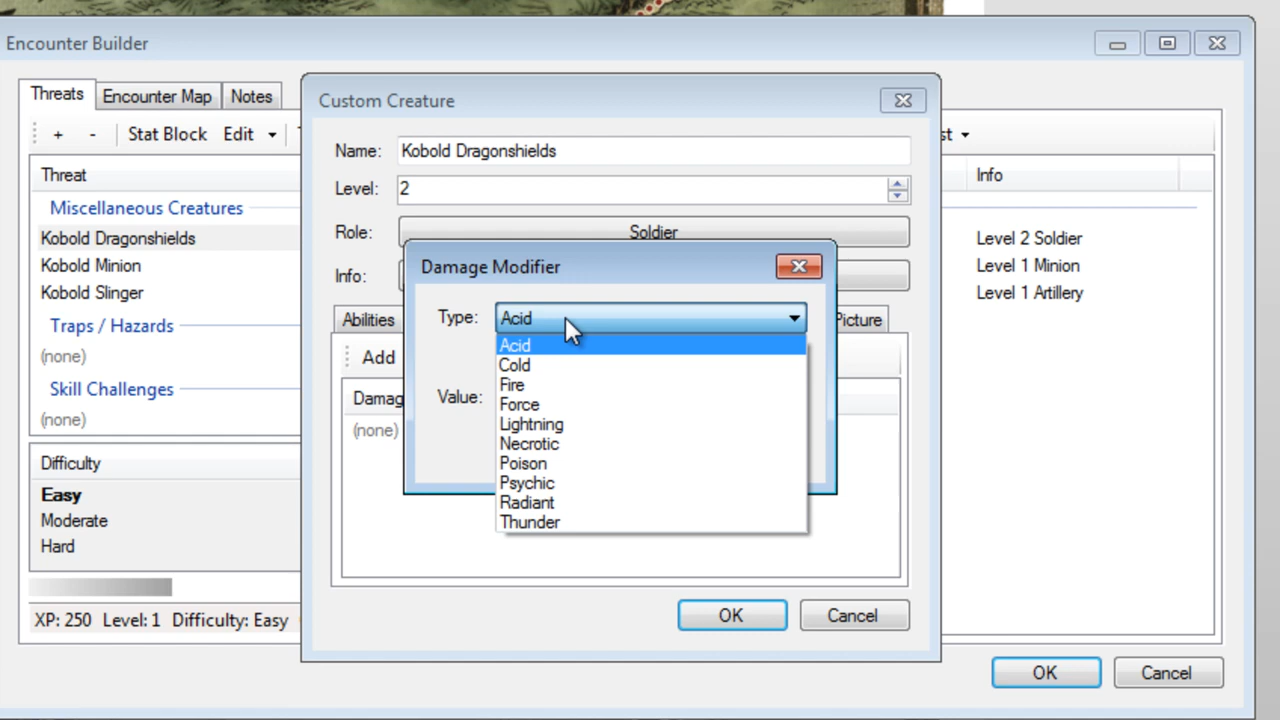 Encounter Builder
Threats Encounter Map Notes
+ - Stat Block Edit
Threat
Info
Miscellaneous Creatures
Kobold Dragonshields
Level 2 Soldier
Kobold Minion
Level 1 Minion
Kobold Slinger
Level 1 Artillery
Traps / Hazards
(none)
Skill Challenges
(none)
Difficulty
Easy
Moderate
Hard
XP: 250 Level: 1 Difficulty: Easy
OK Cancel
Custom Creature
Name: Kobold Dragonshields
Level: 2
Role: Soldier
Info:
Abilities
Picture
Add
(none)
OK Cancel
Damage Modifier
Type: Acid
Acid
Cold
Fire
Force
Lightning
Necrotic
Poison
Psychic
Radiant
Thunder
Value: